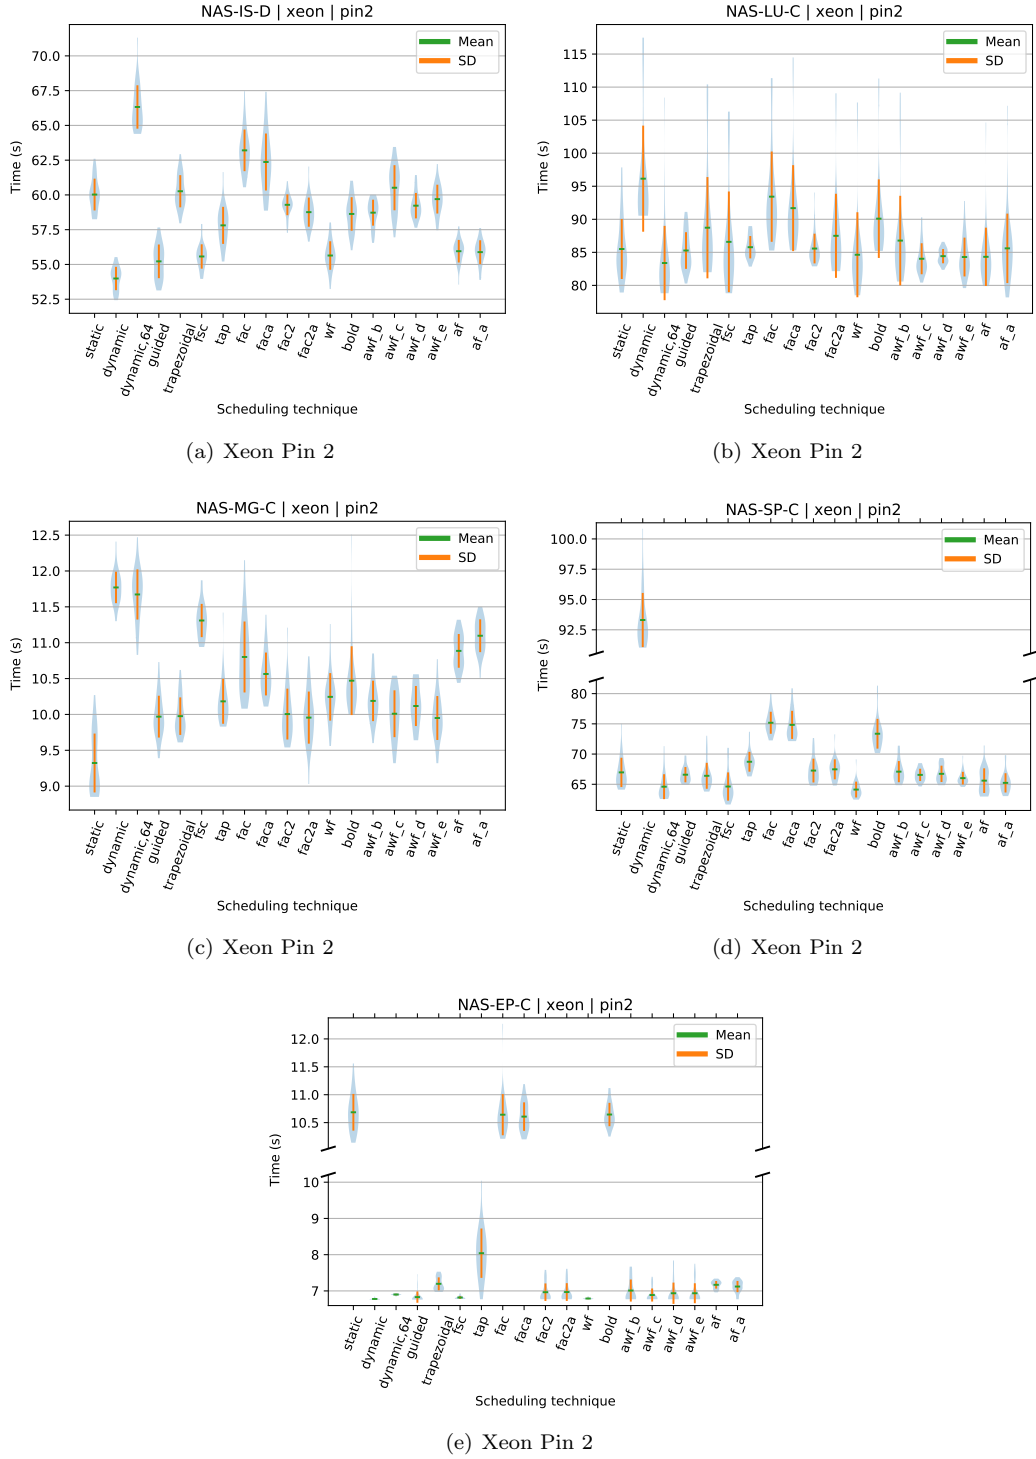 NAS-IS-D | xeon | pin2
Mean
SD
Time (s)
70.0
67.5
65.0
62.5
60.0
57.5
55.0
52.5
static
dynamic
dynamic,64
guided
trapezoidal
fsc
tap
fac
faca
fac2
fac2a
wf
bold
awf_b
awf_c
awf_d
awf_e
af
af_a
Scheduling technique
(a) Xeon Pin 2
NAS-LU-C | xeon | pin2
Mean
SD
Time (s)
115
110
105
100
95
90
85
80
static
dynamic
dynamic,64
guided
trapezoidal
fsc
tap
fac
faca
fac2
fac2a
wf
bold
awf_b
awf_c
awf_d
awf_e
af
af_a
Scheduling technique
(b) Xeon Pin 2
NAS-MG-C | xeon | pin2
Mean
SD
Time (s)
12.5
12.0
11.5
11.0
10.5
10.0
9.5
9.0
static
dynamic
dynamic,64
guided
trapezoidal
fsc
tap
fac
faca
fac2
fac2a
wf
bold
awf_b
awf_c
awf_d
awf_e
af
af_a
Scheduling technique
(c) Xeon Pin 2
NAS-SP-C | xeon | pin2
Mean
SD
Time (s)
100.0
97.5
95.0
92.5
80
75
70
65
static
dynamic
dynamic,64
guided
trapezoidal
fsc
tap
fac
faca
fac2
fac2a
wf
bold
awf_b
awf_c
awf_d
awf_e
af
af_a
Scheduling technique
(d) Xeon Pin 2
NAS-EP-C | xeon | pin2
Mean
SD
Time (s)
12.0
11.5
11.0
10.5
10
9
8
7
static
dynamic
dynamic,64
guided
trapezoidal
fsc
tap
fac
faca
fac2
fac2a
wf
bold
awf_b
awf_c
awf_d
awf_e
af
af_a
Scheduling technique
(e) Xeon Pin 2